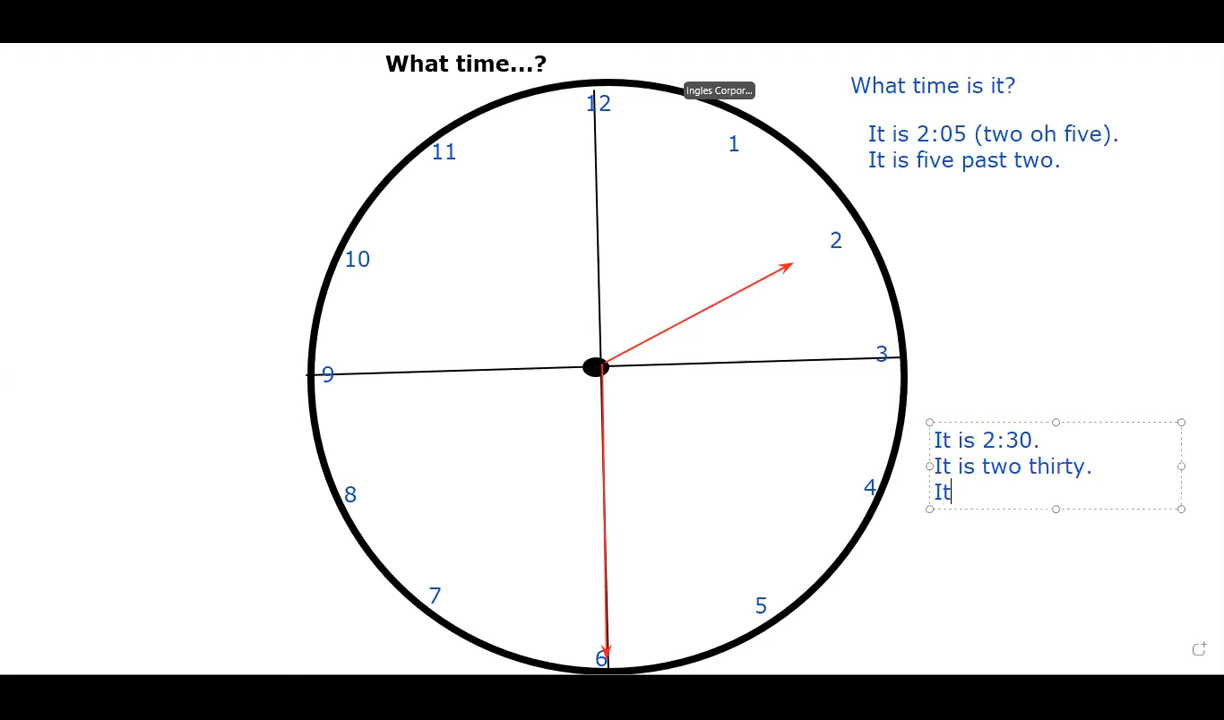 What time...?
Ingles Corpor...
What time is it?
It is 2:05 (two oh five).
It is five past two.
12
1
11
2
10
3
9
It is 2:30.
It is two thirty.
It
4
8
7
5
6